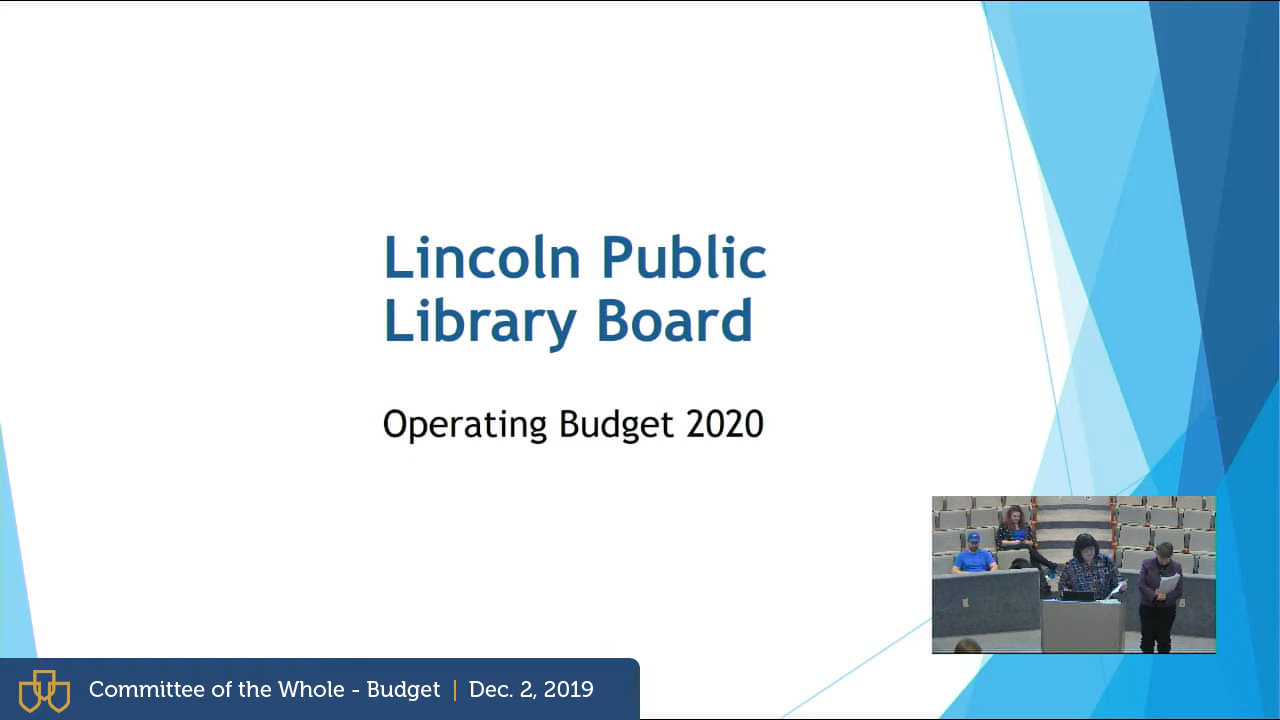 Lincoln Public
Library Board
Operating Budget 2020
Committee of the Whole - Budget | Dec. 2, 2019